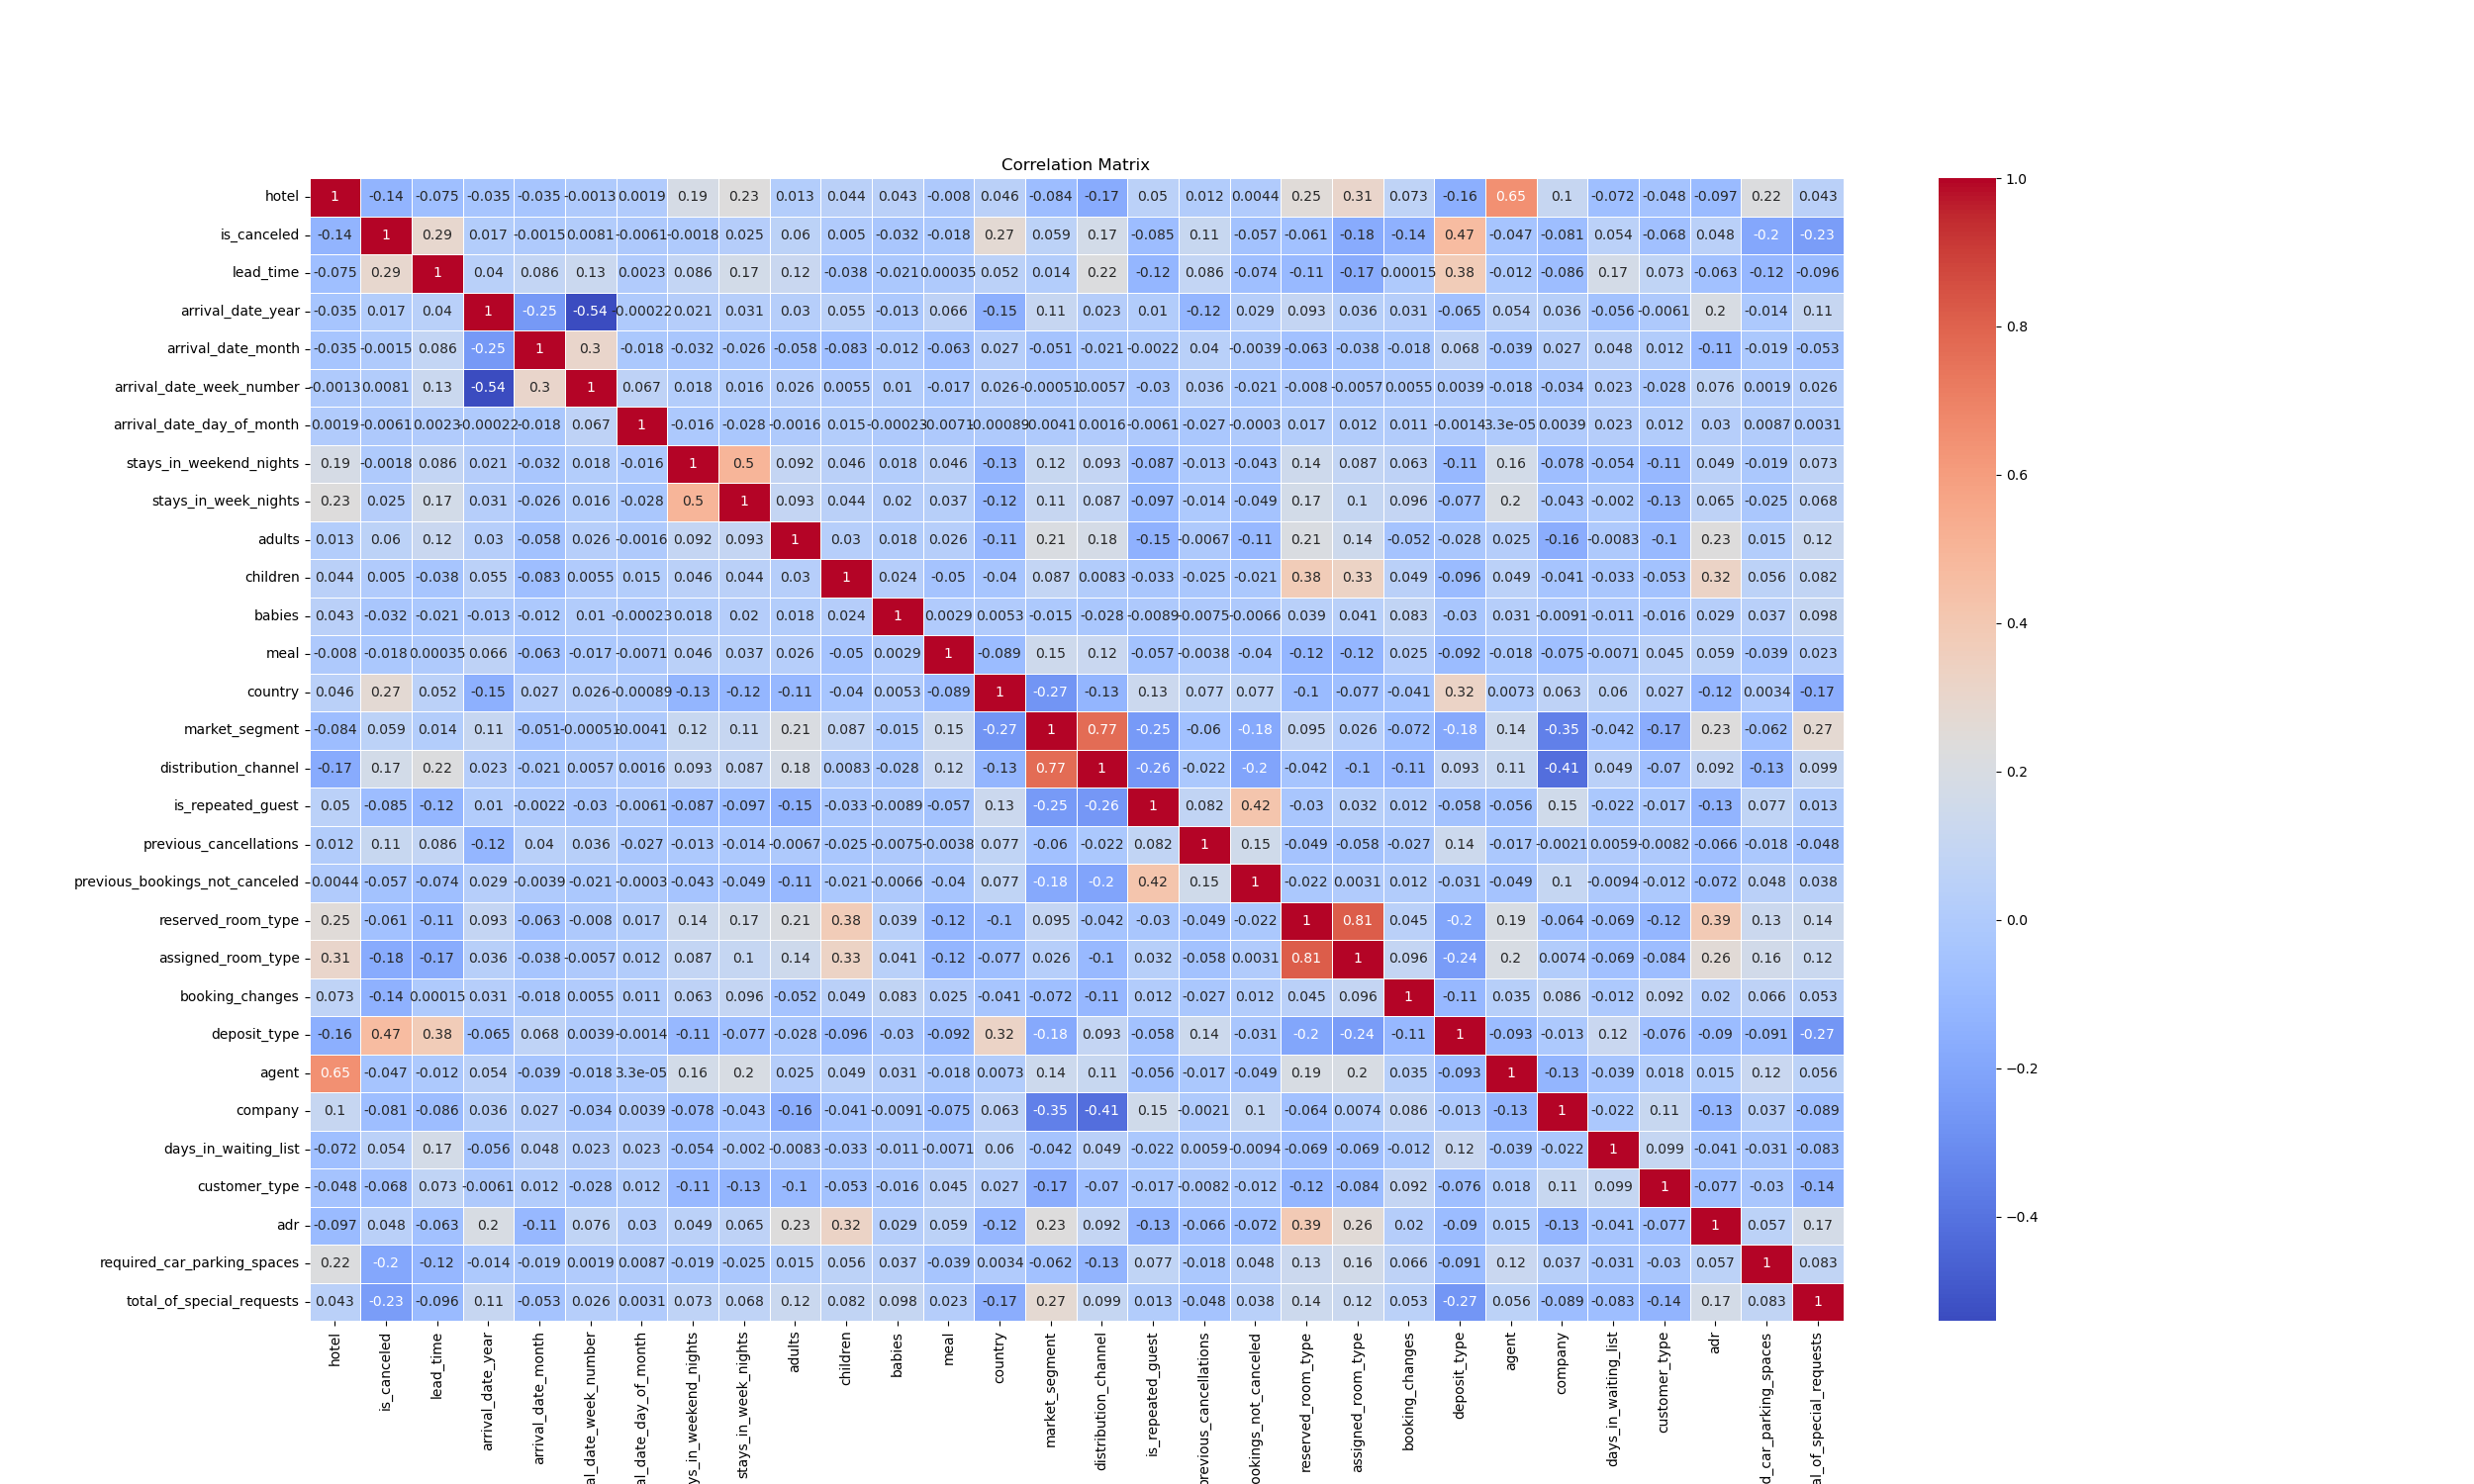 Correlation Matrix
hotel 1 -0.14 -0.075 -0.035 -0.035 -0.0013 0.0019 0.19 0.23 0.013 0.044 0.043 -0.008 0.046 -0.084 -0.17 0.05 0.012 0.0044 0.25 0.31 0.073 -0.16 0.65 0.1 -0.072 -0.048 -0.097 0.22 0.043
is_canceled -0.14 1 0.29 0.017 -0.0015 0.0081 -0.0061 -0.0018 0.025 0.06 0.005 -0.032 -0.018 0.27 0.059 0.17 -0.085 0.11 -0.057 -0.061 -0.18 -0.14 0.47 -0.047 -0.081 0.054 -0.068 0.048 -0.2 -0.23
lead_time -0.075 0.29 1 0.04 0.086 0.13 0.0023 0.086 0.17 0.12 -0.038 -0.021 0.00035 0.052 0.014 0.22 -0.12 0.086 -0.074 -0.11 -0.17 0.00015 0.38 -0.012 -0.086 0.17 0.073 -0.063 -0.12 -0.096
arrival_date_year -0.035 0.017 0.04 1 -0.25 -0.54 -0.00022 0.021 0.031 0.03 0.055 -0.013 0.066 -0.15 0.11 0.023 0.01 -0.12 0.029 0.093 0.036 0.031 -0.065 0.054 0.036 -0.056 -0.0061 0.2 -0.014 0.11
arrival_date_month -0.035 -0.0015 0.086 -0.25 1 0.3 -0.018 -0.032 -0.026 -0.058 -0.083 -0.012 -0.063 0.027 -0.051 -0.021 -0.0022 0.04 -0.0039 -0.063 -0.038 -0.018 0.068 -0.039 0.027 0.048 0.012 -0.11 -0.019 -0.053
arrival_date_week_number -0.0013 0.0081 0.13 -0.54 0.3 1 0.067 0.018 0.016 0.026 0.0055 0.01 -0.017 0.026 -0.00051 0.0057 -0.03 0.036 -0.021 -0.008 -0.0057 0.0055 0.0039 -0.018 -0.034 0.023 -0.028 0.076 0.0019 0.026
arrival_date_day_of_month 0.0019 -0.0061 0.0023 -0.00022 -0.018 0.067 1 -0.016 -0.028 -0.0016 0.015 -0.00023 -0.0071 -0.00089 -0.0041 0.0016 -0.0061 -0.027 -0.0003 0.017 0.012 0.011 -0.0014 3.3e-05 0.0039 0.023 0.012 0.03 0.0087 0.0031
stays_in_weekend_nights 0.19 -0.0018 0.086 0.021 -0.032 0.018 -0.016 1 0.5 0.092 0.046 0.018 0.046 -0.13 0.12 0.093 -0.087 -0.013 -0.043 0.14 0.087 0.063 -0.11 0.16 -0.078 -0.054 -0.11 0.049 -0.019 0.073
stays_in_week_nights 0.23 0.025 0.17 0.031 -0.026 0.016 -0.028 0.5 1 0.093 0.044 0.02 0.037 -0.12 0.11 0.087 -0.097 -0.014 -0.049 0.17 0.1 0.096 -0.077 0.2 -0.043 -0.002 -0.13 0.065 -0.025 0.068
adults 0.013 0.06 0.12 0.03 -0.058 0.026 -0.0016 0.092 0.093 1 0.03 0.018 0.026 -0.11 0.21 0.18 -0.15 -0.0067 -0.11 0.21 0.14 -0.052 -0.028 0.025 -0.16 -0.0083 -0.1 0.23 0.015 0.12
children 0.044 0.005 -0.038 0.055 -0.083 0.0055 0.015 0.046 0.044 0.03 1 0.024 -0.05 -0.04 0.087 0.0083 -0.033 -0.025 -0.021 0.38 0.33 0.049 -0.096 0.049 -0.041 -0.033 -0.053 0.32 0.056 0.082
babies 0.043 -0.032 -0.021 -0.013 -0.012 0.01 -0.00023 0.018 0.02 0.018 0.024 1 0.0029 0.0053 -0.015 -0.028 -0.0089 -0.0075 -0.0066 0.039 0.041 0.083 -0.03 0.031 -0.0091 -0.011 -0.016 0.029 0.037 0.098
meal -0.008 -0.018 0.00035 0.066 -0.063 -0.017 -0.0071 0.046 0.037 0.026 -0.05 0.0029 1 -0.089 0.15 0.12 -0.057 -0.0038 -0.04 -0.12 -0.12 0.025 -0.092 -0.018 -0.075 -0.0071 0.045 0.059 -0.039 0.023
country 0.046 0.27 0.052 -0.15 0.027 0.026 -0.00089 -0.13 -0.12 -0.11 -0.04 0.0053 -0.089 1 -0.27 -0.13 0.13 0.077 0.077 -0.1 -0.077 -0.041 0.32 0.0073 0.063 0.06 0.027 -0.12 0.0034 -0.17
market_segment -0.084 0.059 0.014 0.11 -0.051 -0.00051 -0.0041 0.12 0.11 0.21 0.087 -0.015 0.15 -0.27 1 0.77 -0.25 -0.06 -0.18 0.095 0.026 -0.072 -0.18 0.14 -0.35 -0.042 -0.17 0.23 -0.062 0.27
distribution_channel -0.17 0.17 0.22 0.023 -0.021 0.0057 0.0016 0.093 0.087 0.18 0.0083 -0.028 0.12 -0.13 0.77 1 -0.26 -0.022 -0.2 -0.042 -0.1 -0.11 0.093 0.11 -0.41 0.049 -0.07 0.092 -0.13 0.099
is_repeated_guest 0.05 -0.085 -0.12 0.01 -0.0022 -0.03 -0.0061 -0.087 -0.097 -0.15 -0.033 -0.0089 -0.057 0.13 -0.25 -0.26 1 0.082 0.42 -0.03 0.032 0.012 -0.058 -0.056 0.15 -0.022 -0.017 -0.13 0.077 0.013
previous_cancellations 0.012 0.11 0.086 -0.12 0.04 0.036 -0.027 -0.013 -0.014 -0.0067 -0.025 -0.0075 -0.0038 0.077 -0.06 -0.022 0.082 1 0.15 -0.049 -0.058 -0.027 0.14 -0.017 -0.0021 0.0059 -0.0082 -0.066 -0.018 -0.048
previous_bookings_not_canceled 0.0044 -0.057 -0.074 0.029 -0.0039 -0.021 -0.0003 -0.043 -0.049 -0.11 -0.021 -0.0066 -0.04 0.077 -0.18 -0.2 0.42 0.15 1 -0.022 0.0031 0.012 -0.031 -0.049 0.1 -0.0094 -0.012 -0.072 0.048 0.038
reserved_room_type 0.25 -0.061 -0.11 0.093 -0.063 -0.008 0.017 0.14 0.17 0.21 0.38 0.039 -0.12 -0.1 0.095 -0.042 -0.03 -0.049 -0.022 1 0.81 0.045 -0.2 0.19 -0.064 -0.069 -0.12 0.39 0.13 0.14
assigned_room_type 0.31 -0.18 -0.17 0.036 -0.038 -0.0057 0.012 0.087 0.1 0.14 0.33 0.041 -0.12 -0.077 0.026 -0.1 0.032 -0.058 0.0031 0.81 1 0.096 -0.24 0.2 0.0074 -0.069 -0.084 0.26 0.16 0.12
booking_changes 0.073 -0.14 0.00015 0.031 -0.018 0.0055 0.011 0.063 0.096 -0.052 0.049 0.083 0.025 -0.041 -0.072 -0.11 0.012 -0.027 0.012 0.045 0.096 1 -0.11 0.035 0.086 -0.012 0.092 0.02 0.066 0.053
deposit_type -0.16 0.47 0.38 -0.065 0.068 0.0039 -0.0014 -0.11 -0.077 -0.028 -0.096 -0.03 -0.092 0.32 -0.18 0.093 -0.058 0.14 -0.031 -0.2 -0.24 -0.11 1 -0.093 -0.013 0.12 -0.076 -0.09 -0.091 -0.27
agent 0.65 -0.047 -0.012 0.054 -0.039 -0.018 3.3e-05 0.16 0.2 0.025 0.049 0.031 -0.018 0.0073 0.14 0.11 -0.056 -0.017 -0.049 0.19 0.2 0.035 -0.093 1 -0.13 -0.039 0.018 0.015 0.12 0.056
company 0.1 -0.081 -0.086 0.036 0.027 -0.034 0.0039 -0.078 -0.043 -0.16 -0.041 -0.0091 -0.075 0.063 -0.35 -0.41 0.15 -0.0021 0.1 -0.064 0.0074 0.086 -0.013 -0.13 1 -0.022 0.11 -0.13 0.037 -0.089
days_in_waiting_list -0.072 0.054 0.17 -0.056 0.048 0.023 0.023 -0.054 -0.002 -0.0083 -0.033 -0.011 -0.0071 0.06 -0.042 0.049 -0.022 0.0059 -0.0094 -0.069 -0.069 -0.012 0.12 -0.039 -0.022 1 0.099 -0.041 -0.031 -0.083
customer_type -0.048 -0.068 0.073 -0.0061 0.012 -0.028 0.012 -0.11 -0.13 -0.1 -0.053 -0.016 0.045 0.027 -0.17 -0.07 -0.017 -0.0082 -0.012 -0.12 -0.084 0.092 -0.076 0.018 0.11 0.099 1 -0.077 -0.03 -0.14
adr -0.097 0.048 -0.063 0.2 -0.11 0.076 0.03 0.049 0.065 0.23 0.32 0.029 0.059 -0.12 0.23 0.092 -0.13 -0.066 -0.072 0.39 0.26 0.02 -0.09 0.015 -0.13 -0.041 -0.077 1 0.057 0.17
required_car_parking_spaces 0.22 -0.2 -0.12 -0.014 -0.019 0.0019 0.0087 -0.019 -0.025 0.015 0.056 0.037 -0.039 0.0034 -0.062 -0.13 0.077 -0.018 0.048 0.13 0.16 0.066 -0.091 0.12 0.037 -0.031 -0.03 0.057 1 0.083
total_of_special_requests 0.043 -0.23 -0.096 0.11 -0.053 0.026 0.0031 0.073 0.068 0.12 0.082 0.098 0.023 -0.17 0.27 0.099 0.013 -0.048 0.038 0.14 0.12 0.053 -0.27 0.056 -0.089 -0.083 -0.14 0.17 0.083 1
hotel
is_canceled
lead_time
arrival_date_year
arrival_date_month
al_date_week_number
al_date_day_of_month
ys_in_weekend_nights
stays_in_week_nights
adults
children
babies
meal
country
market_segment
distribution_channel
is_repeated_guest
previous_cancellations
ookings_not_canceled
reserved_room_type
assigned_room_type
booking_changes
deposit_type
agent
company
days_in_waiting_list
customer_type
adr
d_car_parking_spaces
al_of_special_requests
1.0
0.8
0.6
0.4
0.2
0.0
−0.2
−0.4